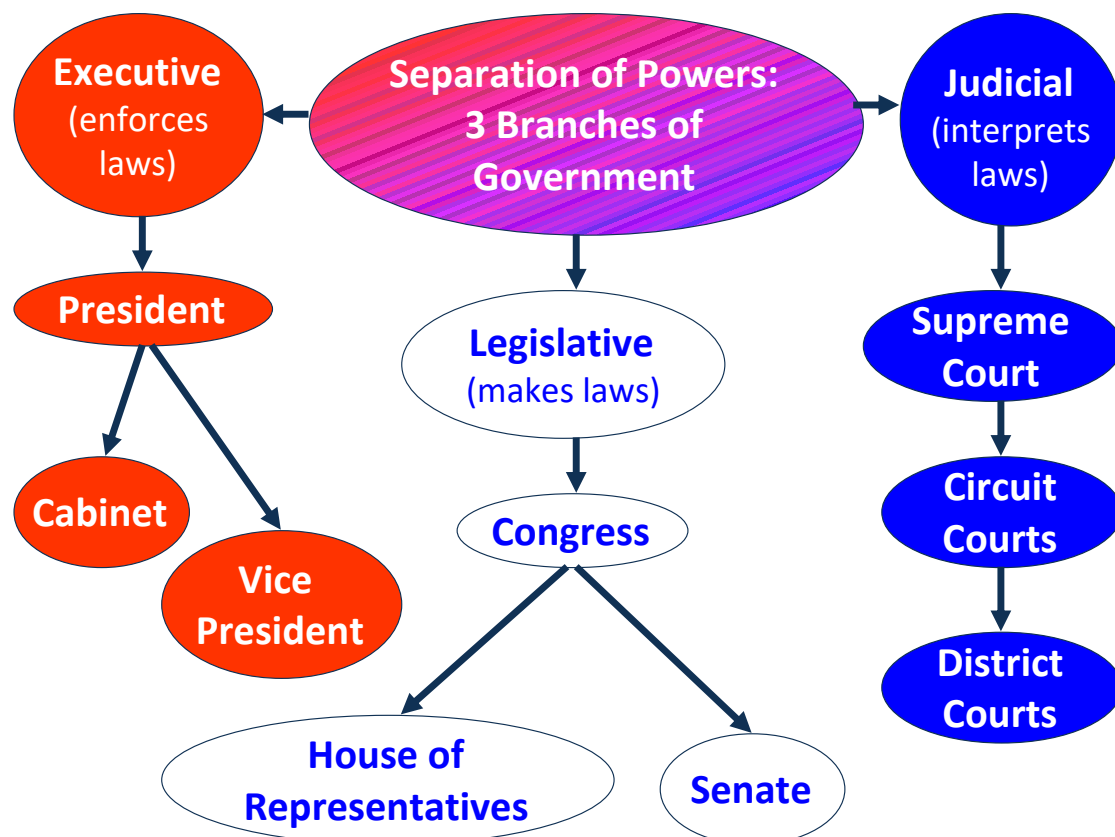 Separation of Powers:
3 Branches of
Government
Executive
(enforces
laws)
President
Cabinet
Vice
President
Legislative
(makes laws)
Congress
House of
Representatives
Senate
Judicial
(interprets
laws)
Supreme
Court
Circuit
Courts
District
Courts